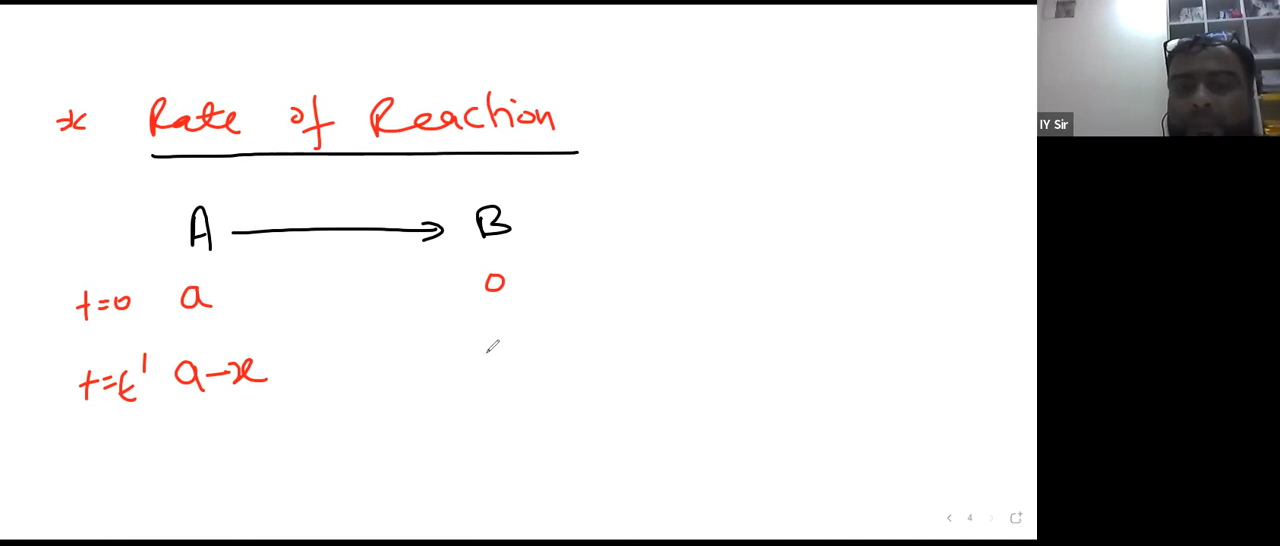 * Rate of Reaction
A → B
t=0 a 0
t=t' a-x
IY Sir
4